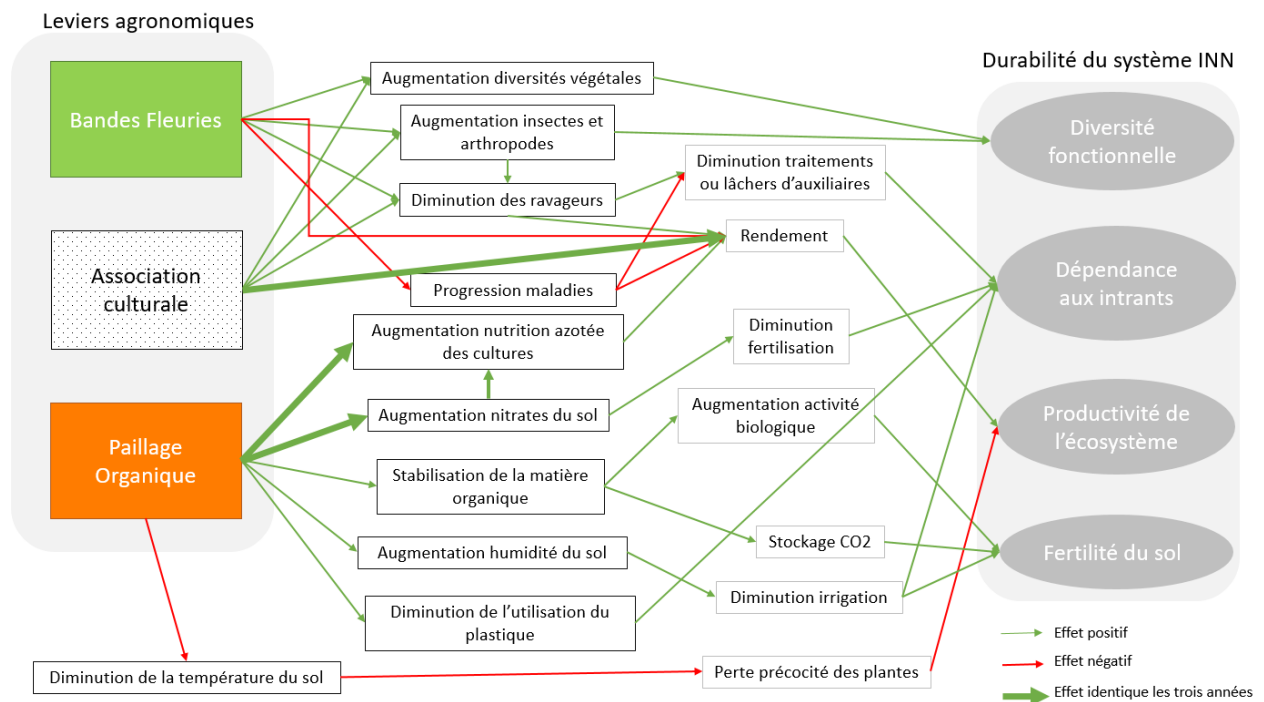 Leviers agronomiques
Bandes Fleuries
Association
culturale
Paillage
Organique
Augmentation diversités végétales
Augmentation insectes et
arthropodes
Diminution des ravageurs
Progression maladies
Augmentation nutrition azotée
des cultures
Augmentation nitrates du sol
Stabilisation de la matière
organique
Augmentation humidité du sol
Diminution de l'utilisation du
plastique
Diminution de la température du sol
Diminution traitements
ou lâchers d'auxiliaires
Rendement
Diminution
fertilisation
Augmentation activité
biologique
Stockage CO2
Diminution irrigation
Perte précocité des plantes
Durabilité du système INN
Diversité
fonctionnelle
Dépendance
aux intrants
Productivité de
l'écosystème
Fertilité du sol
Effet positif
Effet négatif
Effet identique les trois années